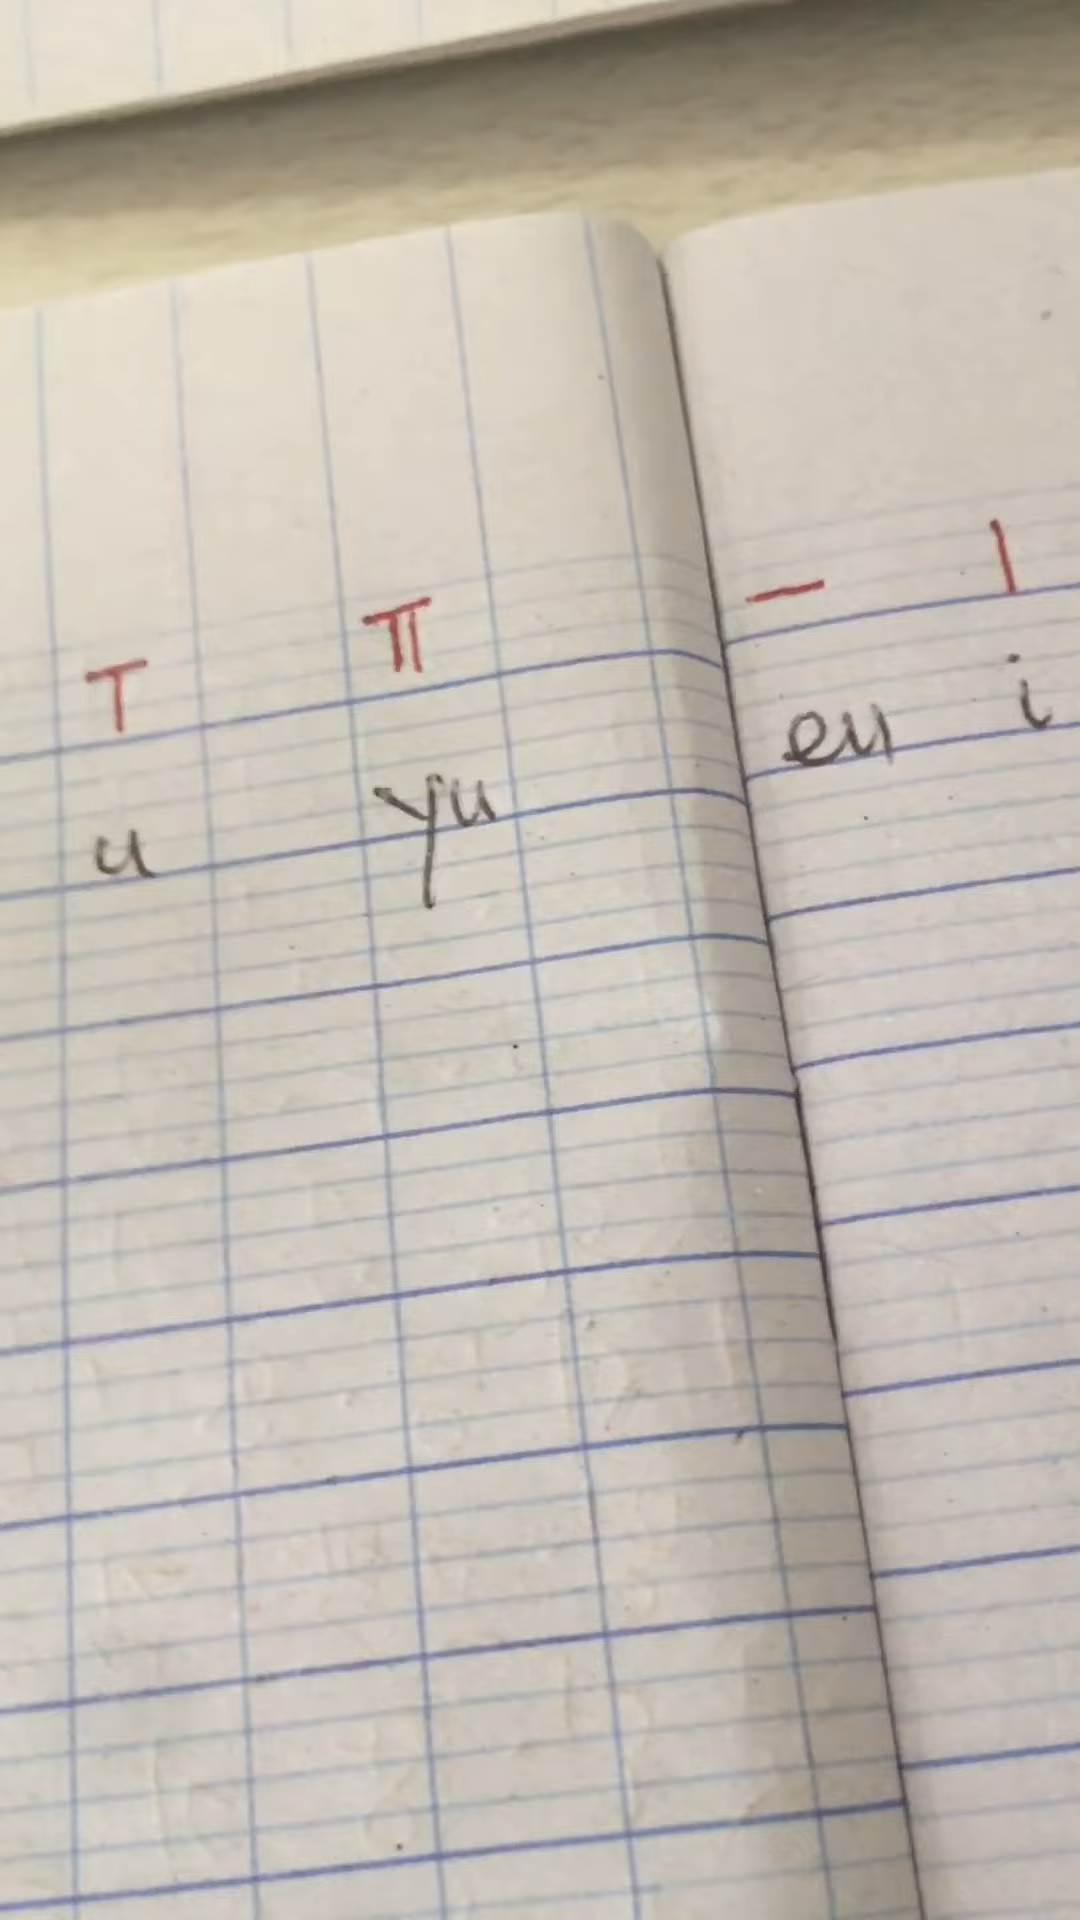 ㅜ ㅠ ㅡ ㅣ
u yu eu i